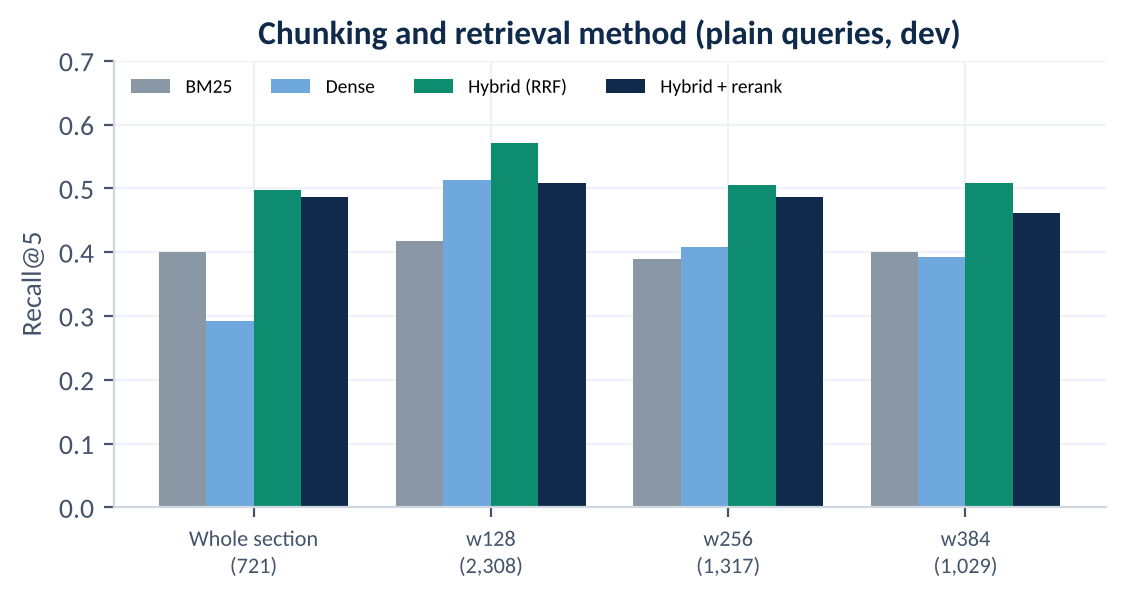 Chunking and retrieval method (plain queries, dev)
BM25 Dense Hybrid (RRF) Hybrid + rerank
Recall@5
0.7
0.6
0.5
0.4
0.3
0.2
0.1
0.0
Whole section w128 w256 w384
(721) (2,308) (1,317) (1,029)